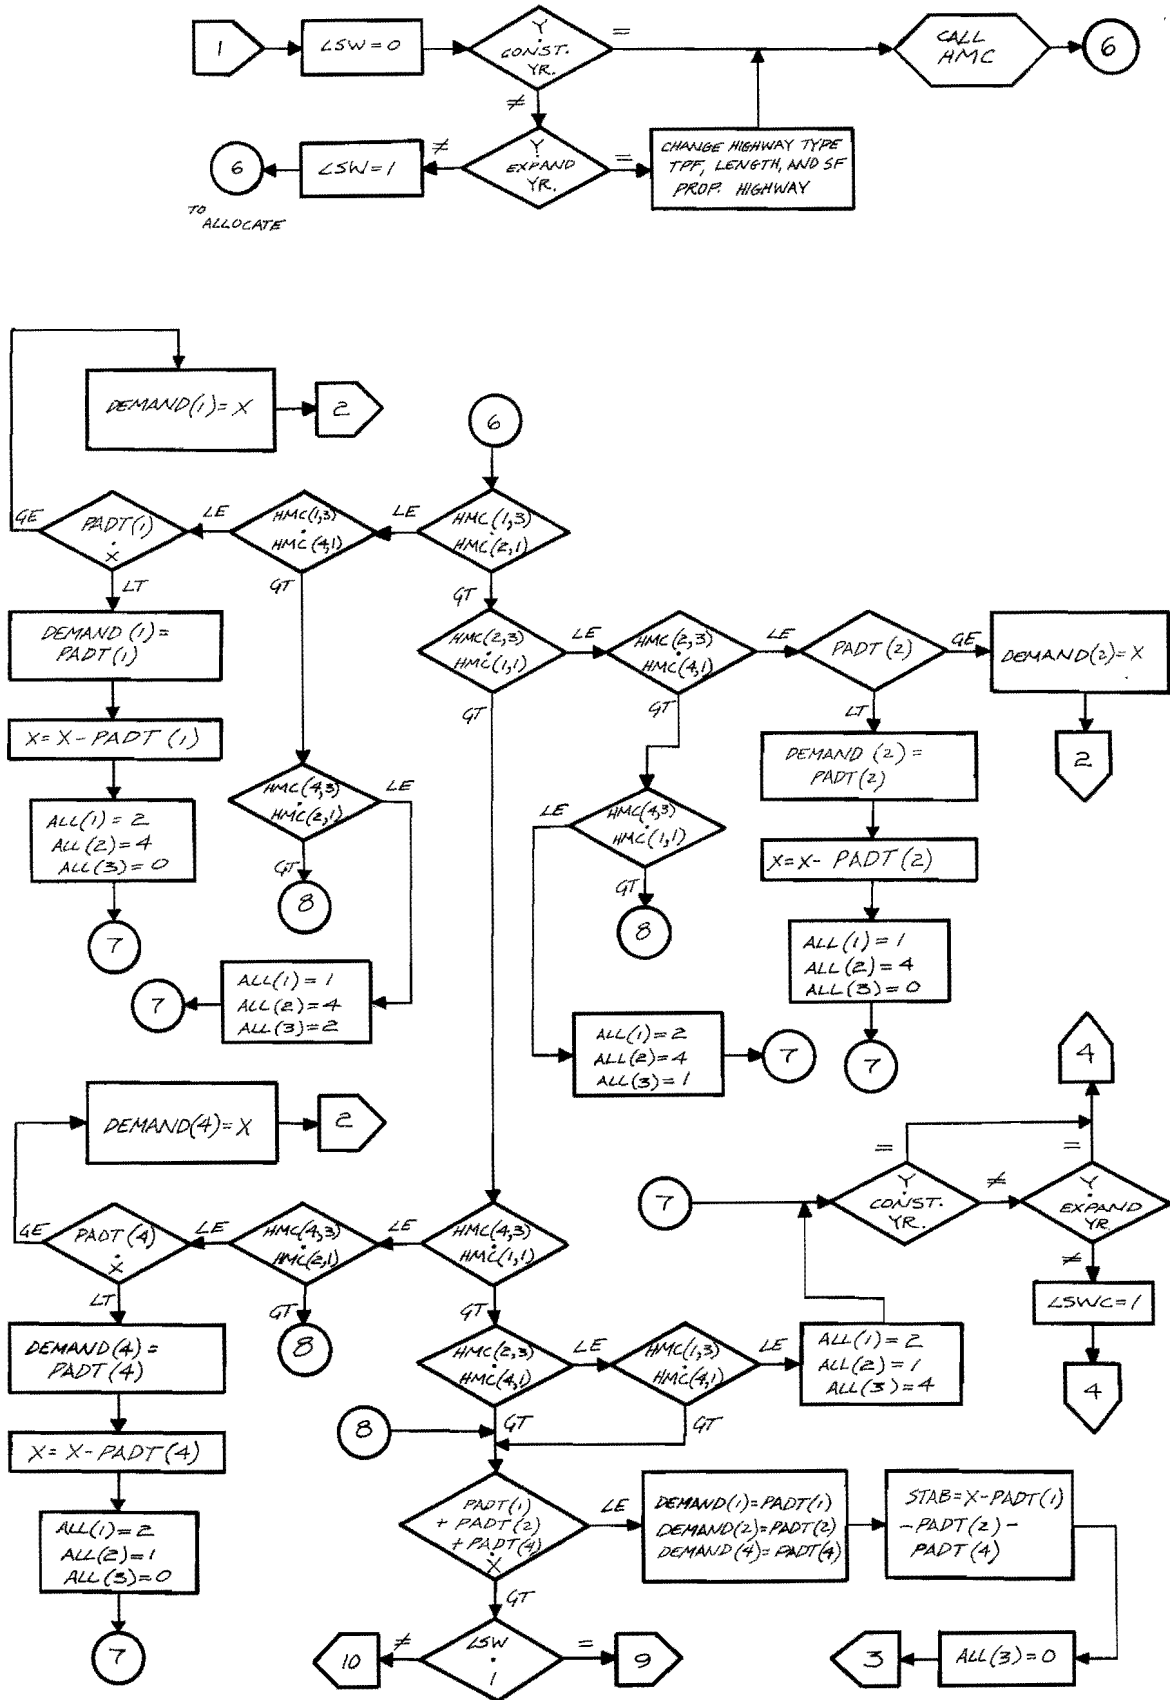 1
LSW=0
Y
.
CONST.
YR.
=
CALL
HMC
6
≠
6
LSW=1
≠
Y
.
EXPAND
YR.
=
CHANGE HIGHWAY TYPE
TPF, LENGTH, AND SF
PROP. HIGHWAY
TO
ALLOCATE
DEMAND(1)=X
2
6
GE
PADT(1)
.
X
LE
HMC(1,3)
.
HMC(4,1)
LE
HMC(1,3)
.
HMC(2,1)
LT
GT
GT
DEMAND (1)=
PADT(1)
HMC(2,3)
.
HMC(1,1)
LE
HMC(2,3)
.
HMC(4,1)
LE
PADT(2)
GE
DEMAND(2)=X
GT
GT
LT
X=X-PADT(1)
DEMAND (2)=
PADT(2)
2
ALL(1)=2
ALL(2)=4
ALL(3)=0
HMC(4,3)
.
HMC(2,1)
LE
GT
8
7
LE
HMC(4,3)
.
HMC(1,1)
GT
8
X=X- PADT(2)
ALL(1)=1
ALL(2)=4
ALL(3)=0
7
7
ALL(1)=1
ALL(2)=4
ALL(3)=2
ALL(1)=2
ALL(2)=4
ALL(3)=1
7
4
DEMAND(4)=X
2
=
=
7
Y
.
CONST.
YR.
≠
Y
.
EXPAND
YR.
≠
LSWC=1
4
GE
PADT(4)
.
X
LE
HMC(4,3)
.
HMC(2,1)
LE
HMC(4,3)
.
HMC(1,1)
LT
GT
8
GT
DEMAND(4)=
PADT(4)
HMC(2,3)
.
HMC(4,1)
LE
HMC(1,3)
.
HMC(4,1)
LE
ALL(1)=2
ALL(2)=1
ALL(3)=4
8
GT
GT
X=X-PADT(4)
ALL(1)=2
ALL(2)=1
ALL(3)=0
7
PADT(1)
+ PADT(2)
+PADT(4)
.
X
LE
DEMAND(1)=PADT(1)
DEMAND(2)=PADT(2)
DEMAND(4)=PADT(4)
STAB=X-PADT(1)
-PADT(2)-
PADT(4)
GT
10
≠
LSW
.
1
=
9
3
ALL(3)=0